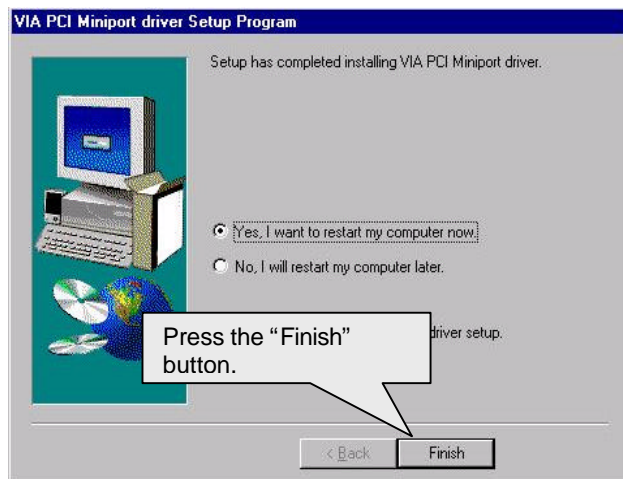 VIA PCI Miniport driver Setup Program
Setup has completed installing VIA PCI Miniport driver.
Yes, I want to restart my computer now.
No, I will restart my computer later.
driver setup.
Press the “Finish”
button.
< Back
Finish